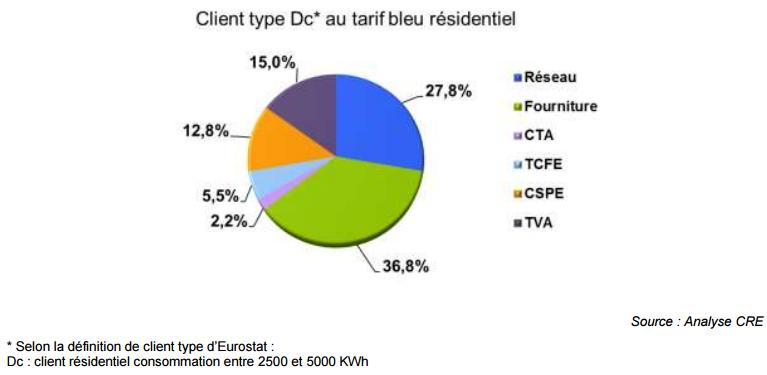 Client type Dc* au tarif bleu résidentiel
15,0%
27,8%
12,8%
5,5%
2,2%
36,8%
Réseau
Fourniture
CTA
TCFE
CSPE
TVA
Source : Analyse CRE
* Selon la définition de client type d'Eurostat :
Dc : client résidentiel consommation entre 2500 et 5000 KWh